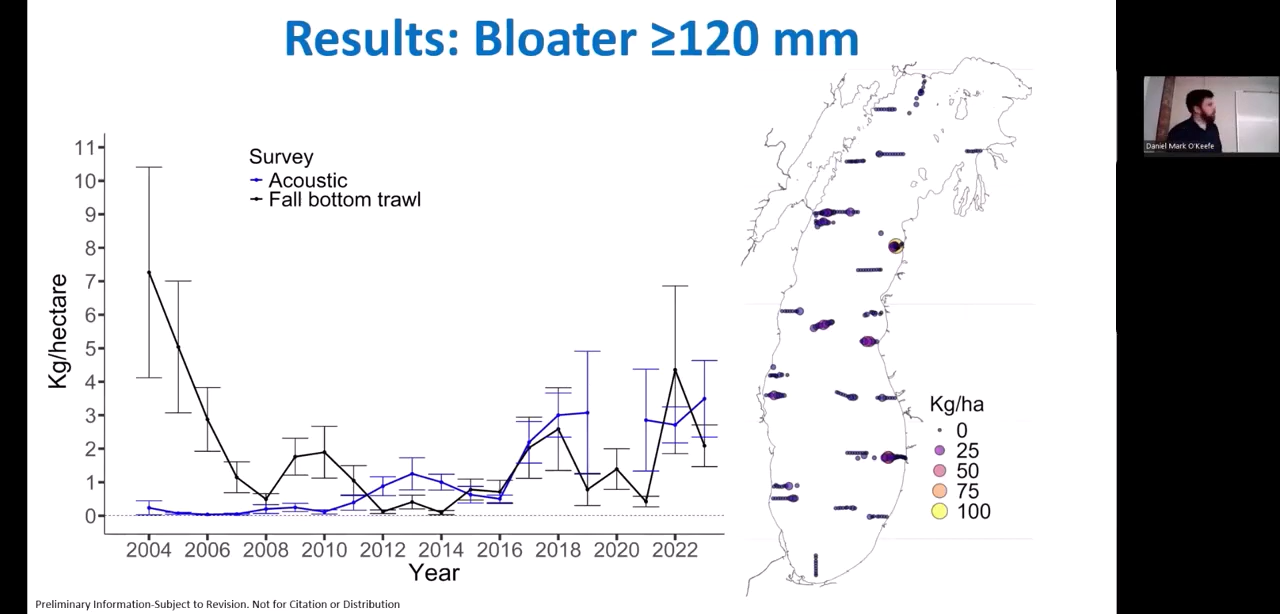 Results: Bloater ≥120 mm
Survey
Acoustic
Fall bottom trawl
Kg/hectare
11
10
9
8
7
6
5
4
3
2
1
0
2004 2006 2008 2010 2012 2014 2016 2018 2020 2022
Year
Kg/ha
0
25
50
75
100
Preliminary Information-Subject to Revision. Not for Citation or Distribution
Daniel Mark O'Keefe